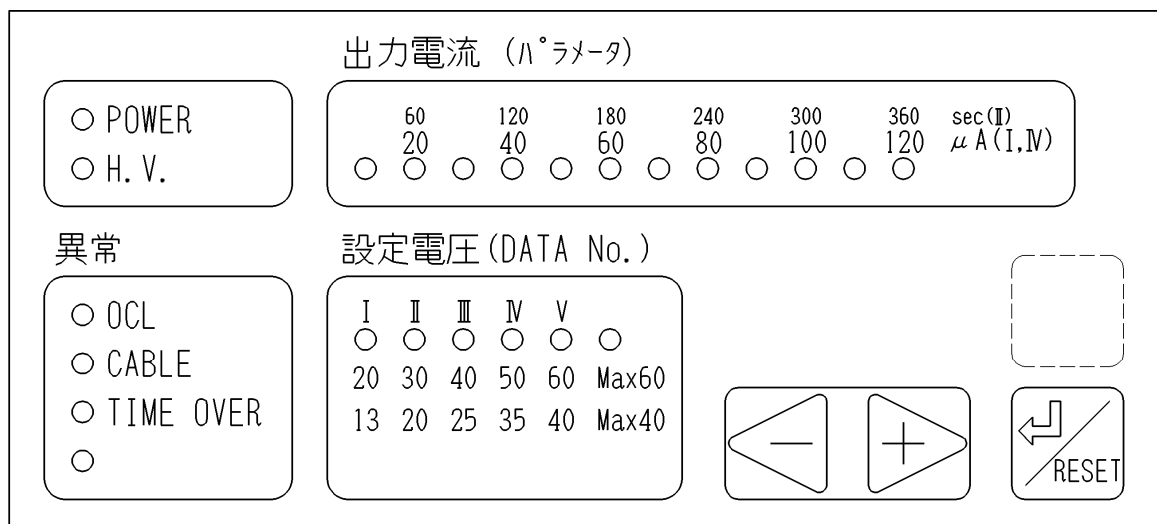 出力電流 (ﾊﾟﾗﾒｰﾀ)
POWER
H.V.
60 120 180 240 300 360 sec(Ⅱ)
20 40 60 80 100 120 μA(Ⅰ,Ⅳ)
異常
OCL
CABLE
TIME OVER
設定電圧(DATA No.)
Ⅰ Ⅱ Ⅲ Ⅳ Ⅴ
20 30 40 50 60 Max60
13 20 25 35 40 Max40
−
+
RESET